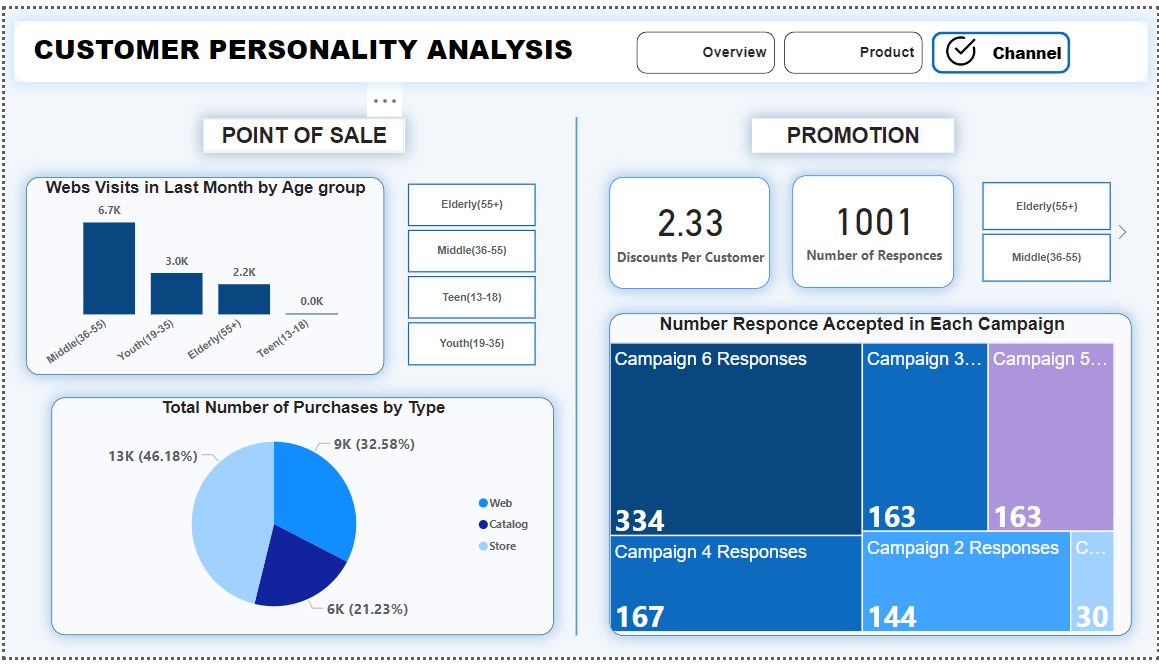 CUSTOMER PERSONALITY ANALYSIS
Overview
Product
Channel
POINT OF SALE
Webs Visits in Last Month by Age group
6.7K
3.0K
2.2K
0.0K
Middle(36-55)
Youth(19-35)
Elderly(55+)
Teen(13-18)
Elderly(55+)
Middle(36-55)
Teen(13-18)
Youth(19-35)
Total Number of Purchases by Type
13K (46.18%)
9K (32.58%)
6K (21.23%)
Web
Catalog
Store
PROMOTION
2.33
Discounts Per Customer
1001
Number of Responces
Elderly(55+)
Middle(36-55)
Number Responce Accepted in Each Campaign
Campaign 6 Responses
334
Campaign 3...
163
Campaign 5...
163
Campaign 4 Responses
167
Campaign 2 Responses
144
C...
30